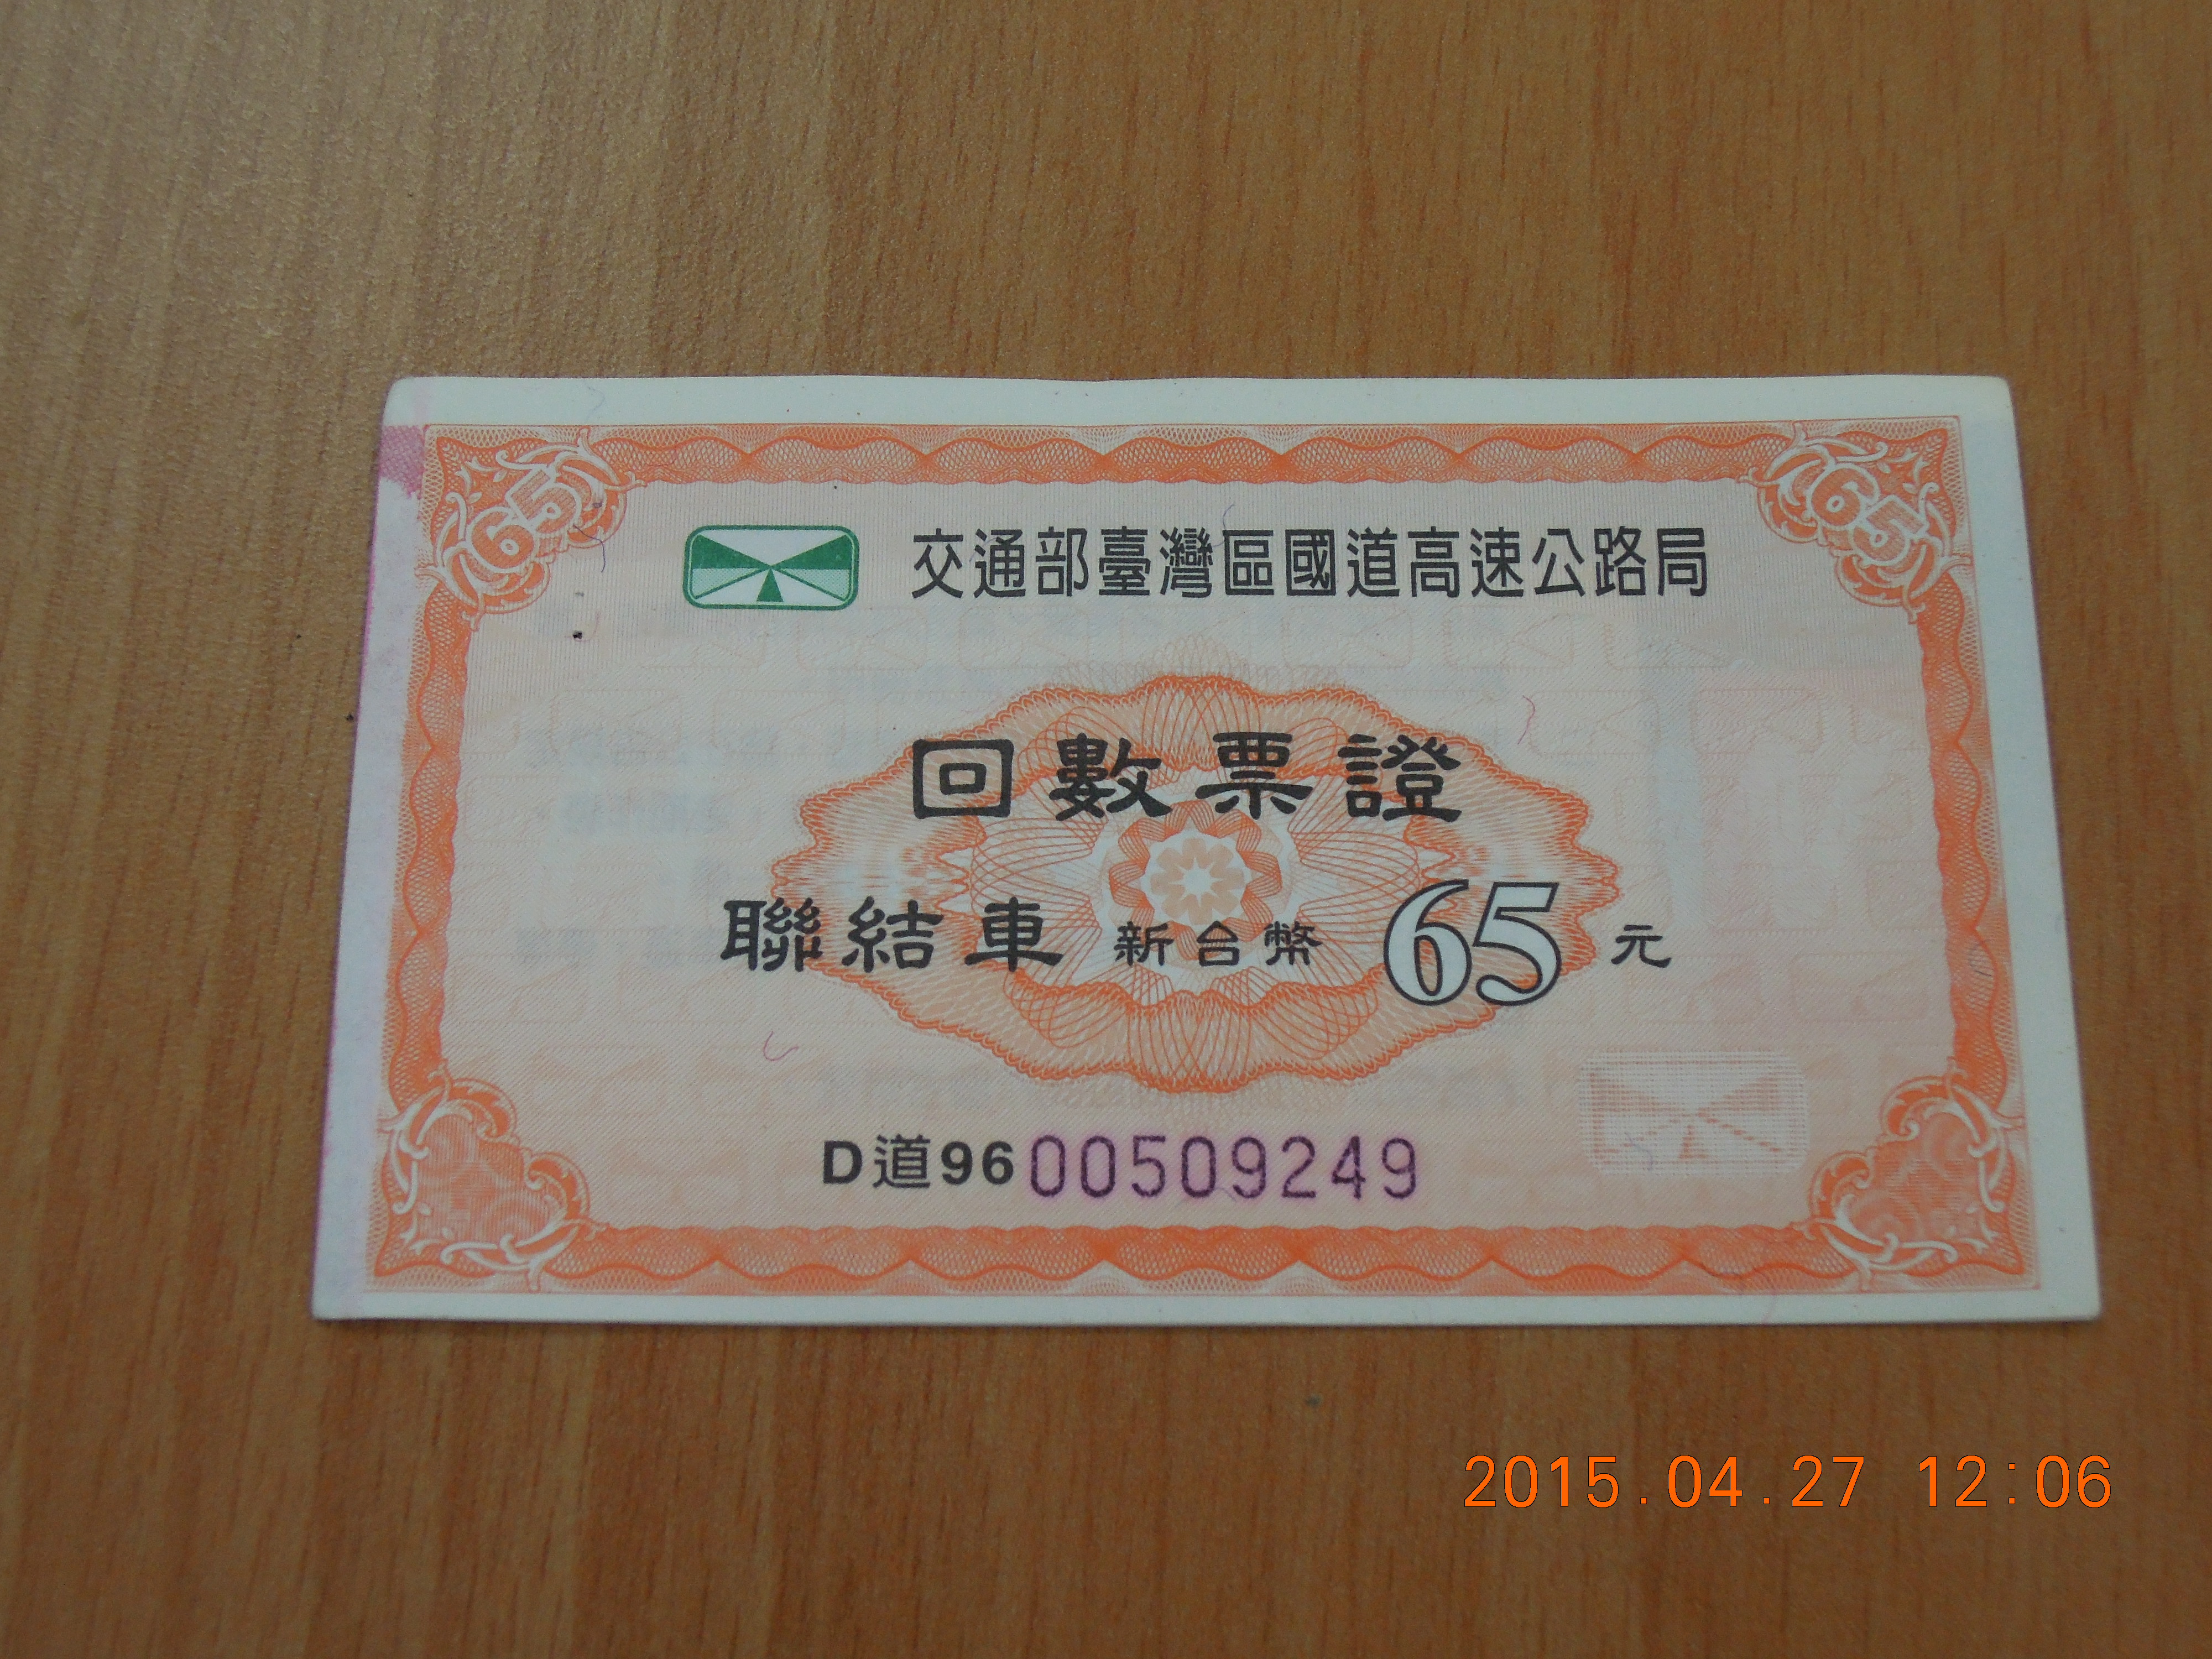 65
65
交通部臺灣區國道高速公路局
回數票證
聯結車 新台幣 65 元
D道96 00509249
2015.04.27 12:06